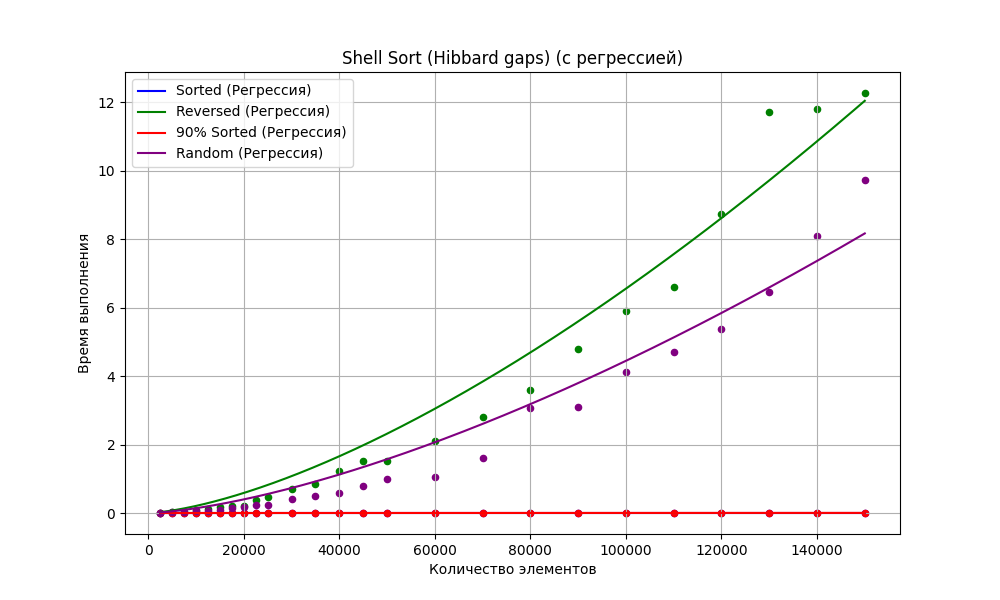 Shell Sort (Hibbard gaps) (с регрессией)
Sorted (Регрессия)
Reversed (Регрессия)
90% Sorted (Регрессия)
Random (Регрессия)
Время выполнения
12
10
8
6
4
2
0
0 20000 40000 60000 80000 100000 120000 140000
Количество элементов